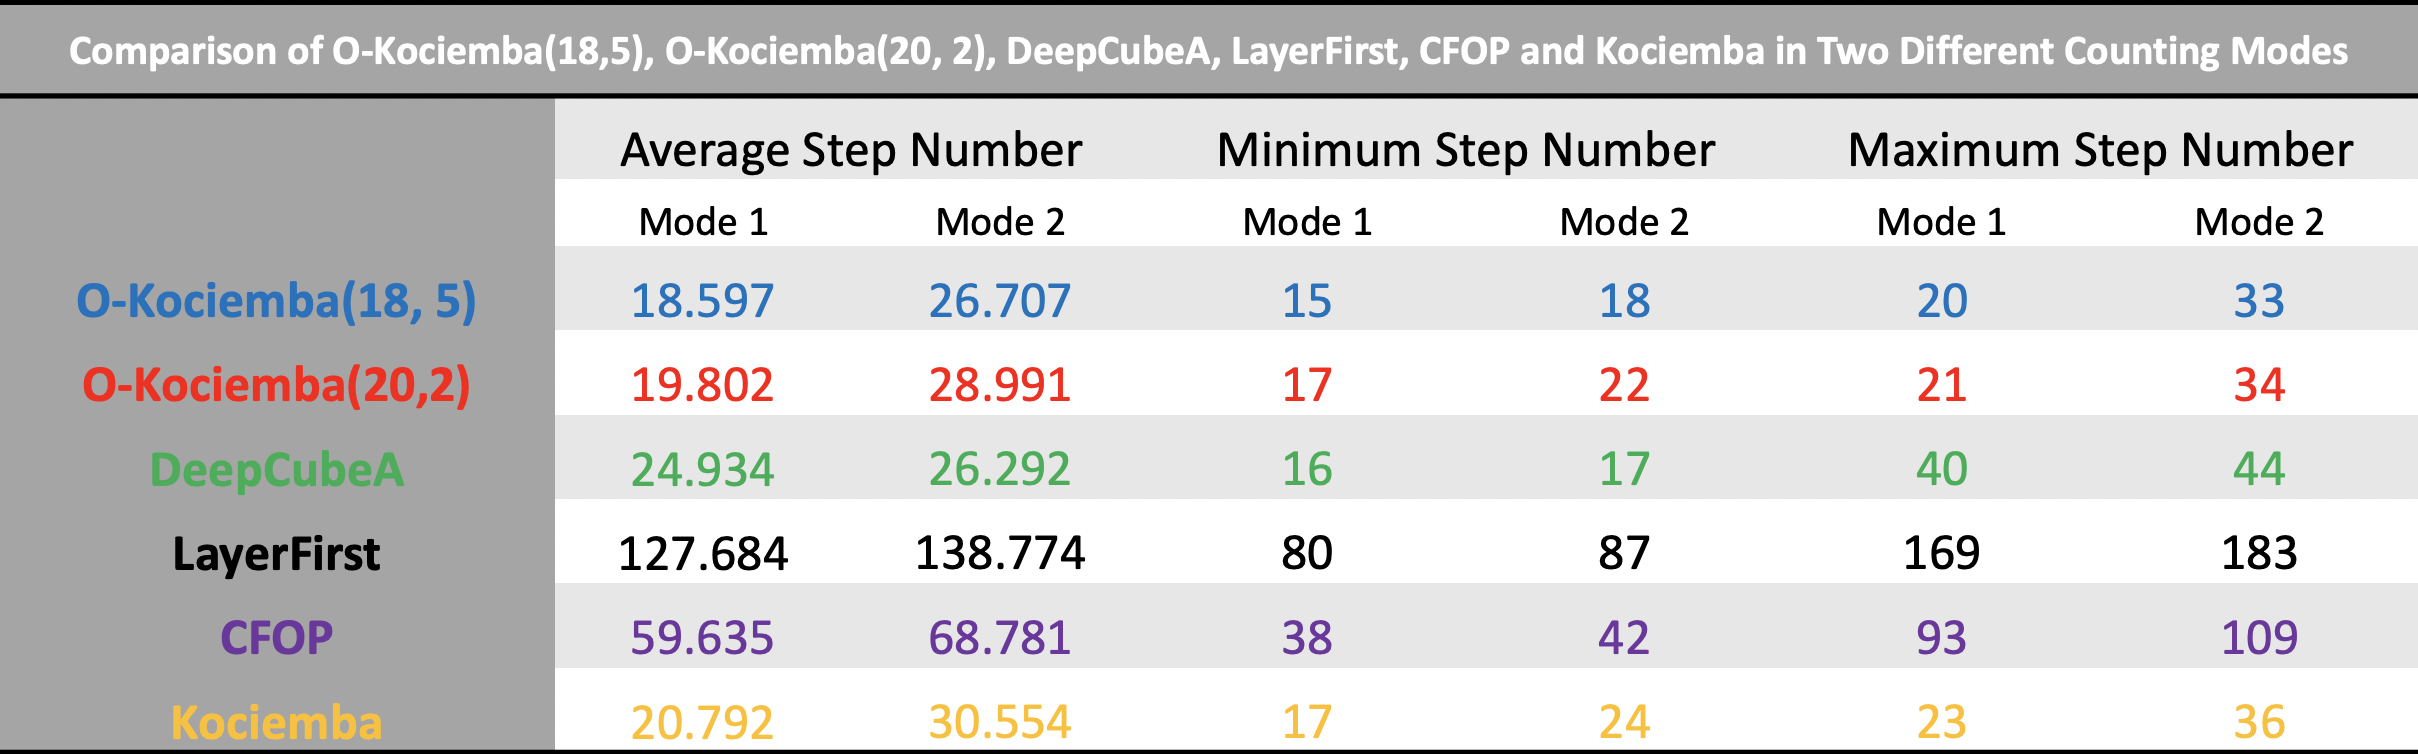 Comparison of O-Kociemba(18,5), O-Kociemba(20, 2), DeepCubeA, LayerFirst, CFOP and Kociemba in Two Different Counting Modes
Average Step Number Minimum Step Number Maximum Step Number
Mode 1 Mode 2 Mode 1 Mode 2 Mode 1 Mode 2
O-Kociemba(18, 5) 18.597 26.707 15 18 20 33
O-Kociemba(20,2) 19.802 28.991 17 22 21 34
DeepCubeA 24.934 26.292 16 17 40 44
LayerFirst 127.684 138.774 80 87 169 183
CFOP 59.635 68.781 38 42 93 109
Kociemba 20.792 30.554 17 24 23 36